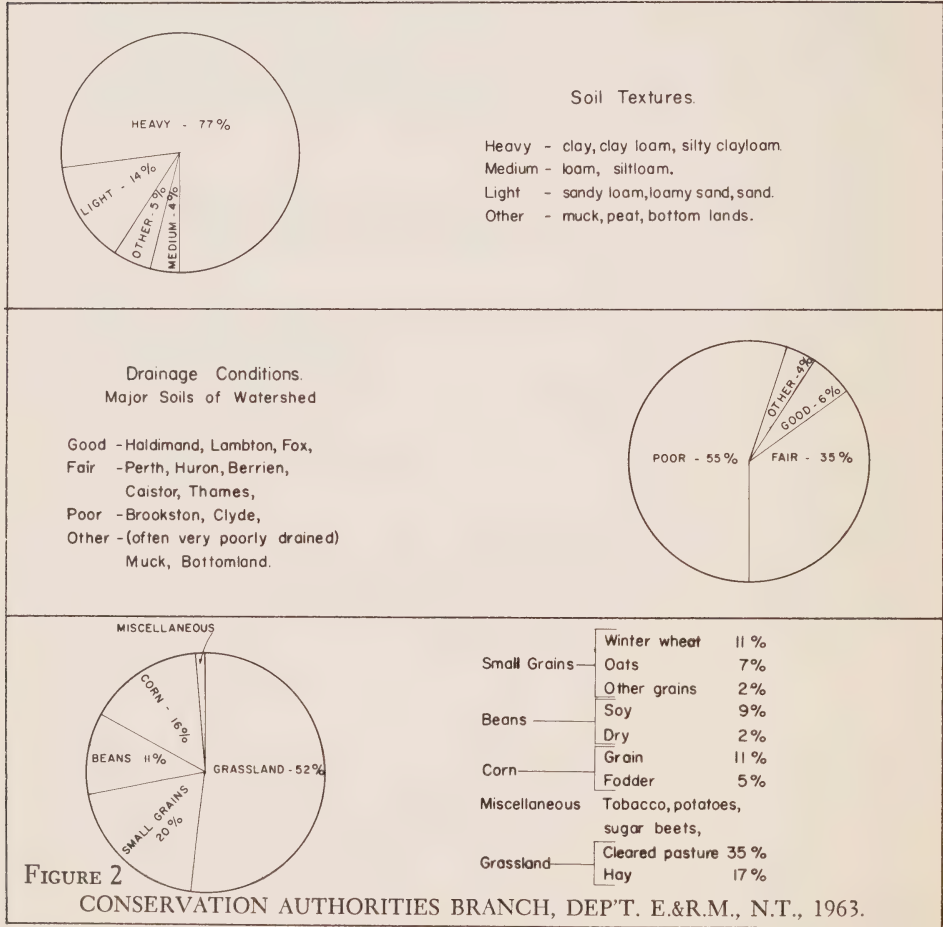 HEAVY - 77%
LIGHT - 14%
OTHER - 5%
MEDIUM - 4%
Soil Textures.
Heavy - clay, clay loam, silty clayloam.
Medium - loam, siltloam.
Light - sandy loam, loamy sand, sand.
Other - muck, peat, bottom lands.
Drainage Conditions.
Major Soils of Watershed
Good - Haldimand, Lambton, Fox,
Fair - Perth, Huron, Berrien,
Caistor, Thames,
Poor - Brookston, Clyde,
Other - (often very poorly drained)
Muck, Bottomland.
OTHER - 4%
GOOD - 6%
POOR - 55%
FAIR - 35%
MISCELLANEOUS
CORN - 16%
BEANS 11%
GRASSLAND - 52%
SMALL GRAINS
20%
Small Grains
Winter wheat 11%
Oats 7%
Other grains 2%
Beans
Soy 9%
Dry 2%
Corn
Grain 11%
Fodder 5%
Miscellaneous Tobacco, potatoes,
sugar beets,
Grassland
Cleared pasture 35%
Hay 17%
FIGURE 2
CONSERVATION AUTHORITIES BRANCH, DEP'T. E.&R.M., N.T., 1963.